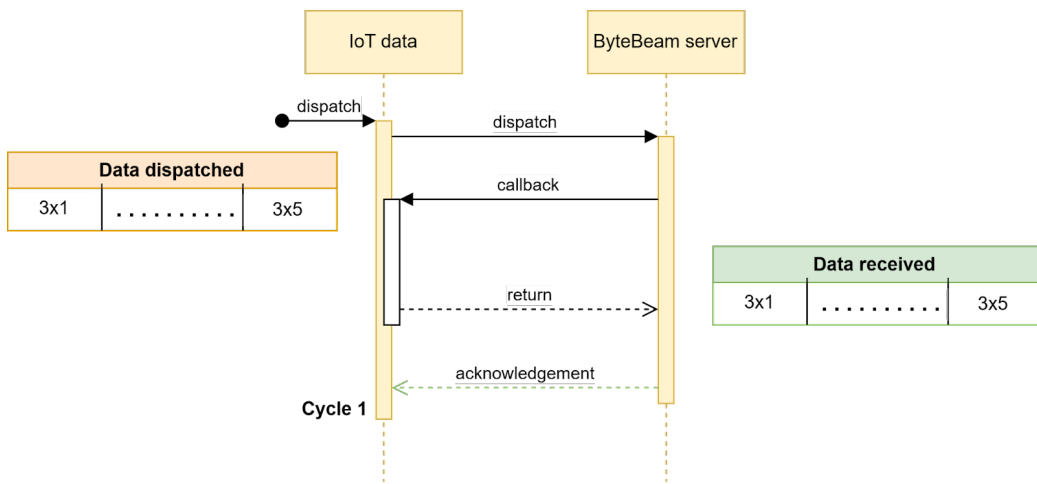 IoT data
ByteBeam server
dispatch
dispatch
Data dispatched
3x1 . . . . . . . . . . 3x5
callback
Data received
3x1 . . . . . . . . . . 3x5
return
acknowledgement
Cycle 1